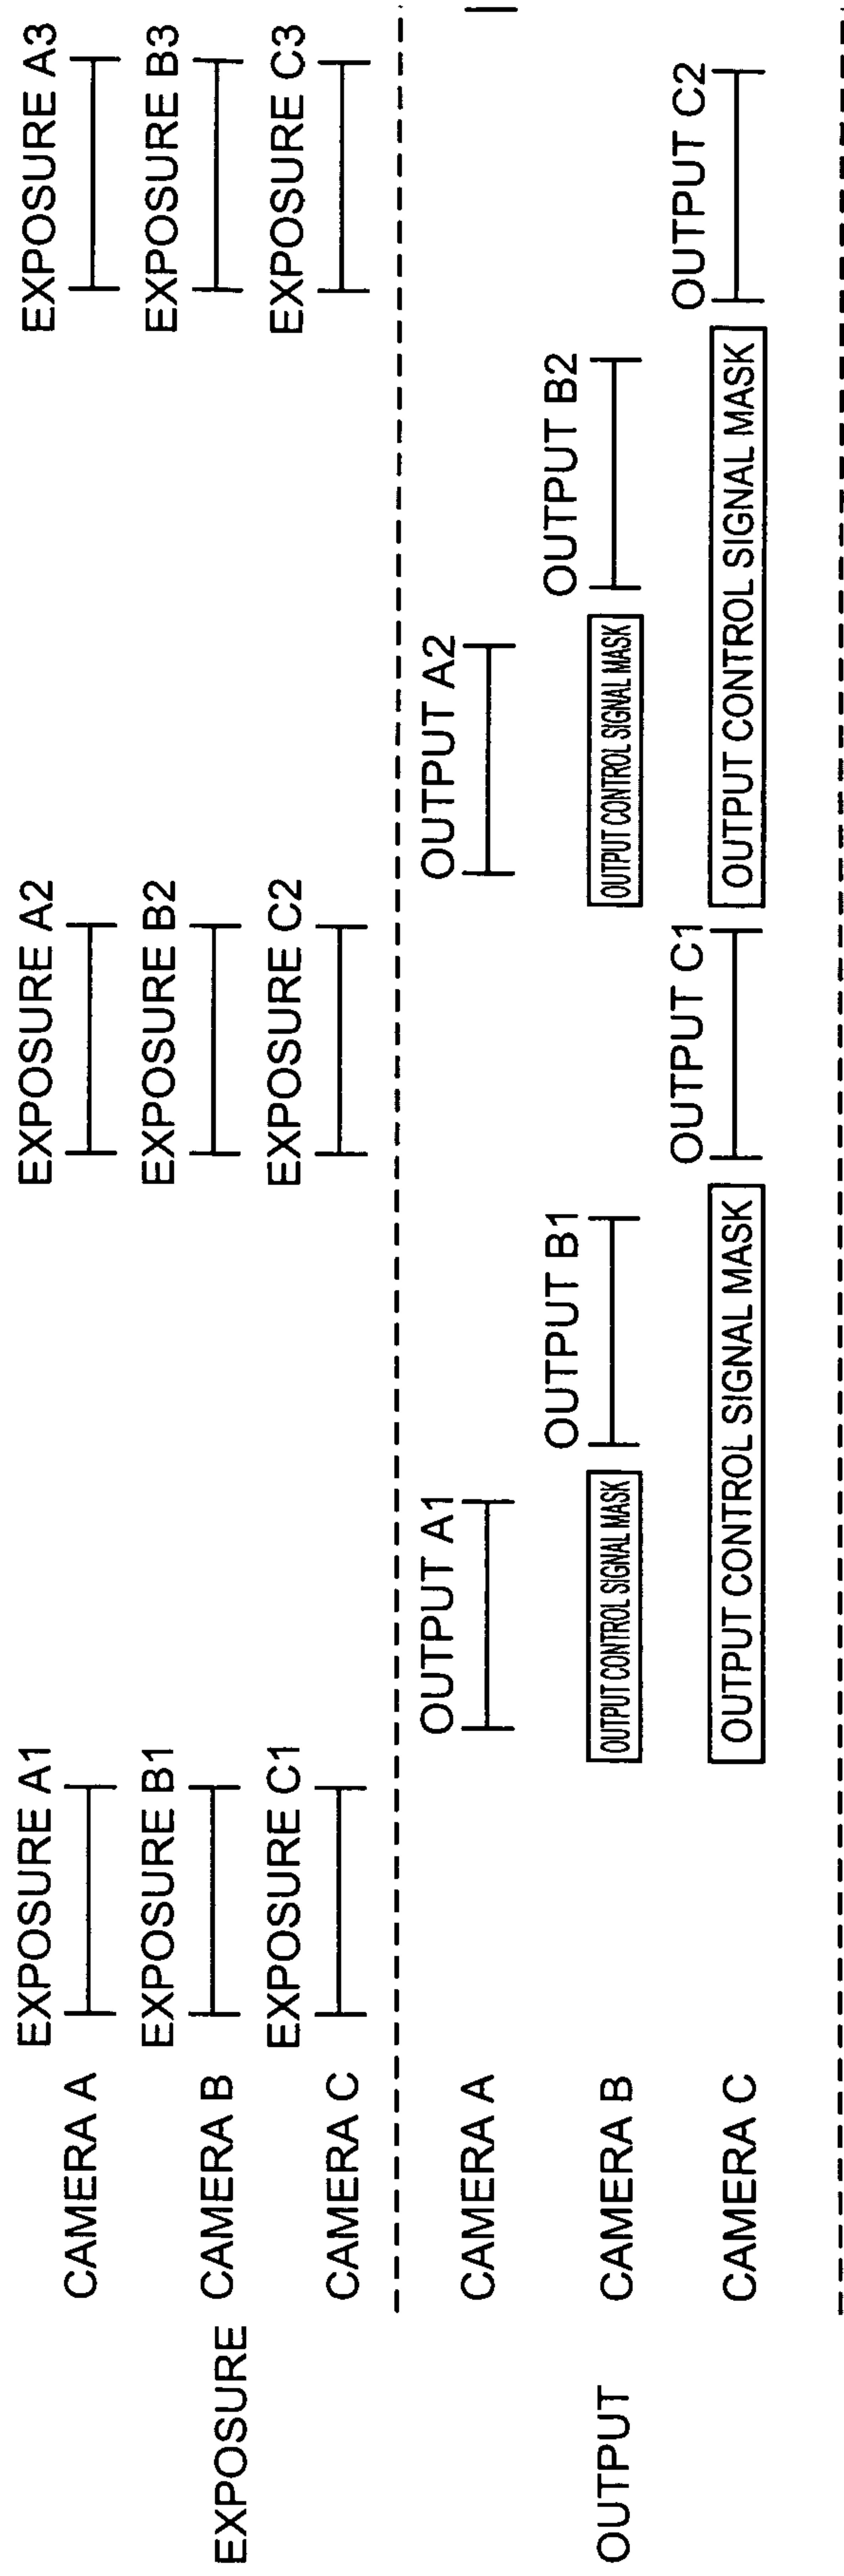 EXPOSURE
CAMERA A
EXPOSURE A1
EXPOSURE A2
EXPOSURE A3
CAMERA B
EXPOSURE B1
EXPOSURE B2
EXPOSURE B3
CAMERA C
EXPOSURE C1
EXPOSURE C2
EXPOSURE C3
OUTPUT
CAMERA A
OUTPUT A1
OUTPUT A2
CAMERA B
OUTPUT CONTROL SIGNAL MASK
OUTPUT B1
OUTPUT CONTROL SIGNAL MASK
OUTPUT B2
CAMERA C
OUTPUT CONTROL SIGNAL MASK
OUTPUT C1
OUTPUT CONTROL SIGNAL MASK
OUTPUT C2